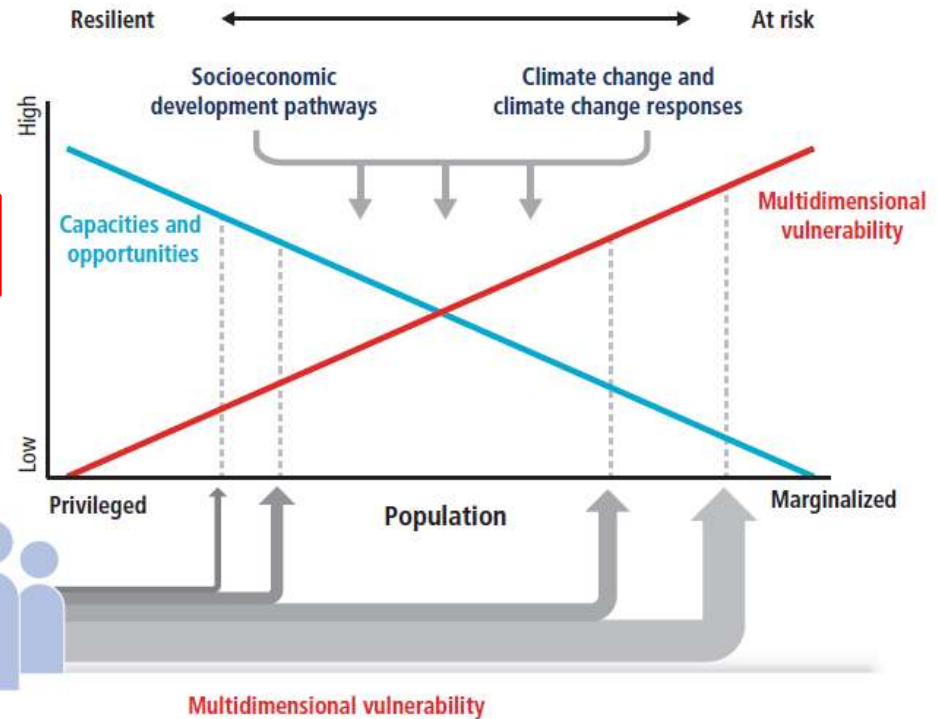 Resilient
At risk
Socioeconomic
development pathways
Climate change and
climate change responses
High
Capacities and
opportunities
Multidimensional
vulnerability
Low
Privileged
Population
Marginalized
Multidimensional vulnerability